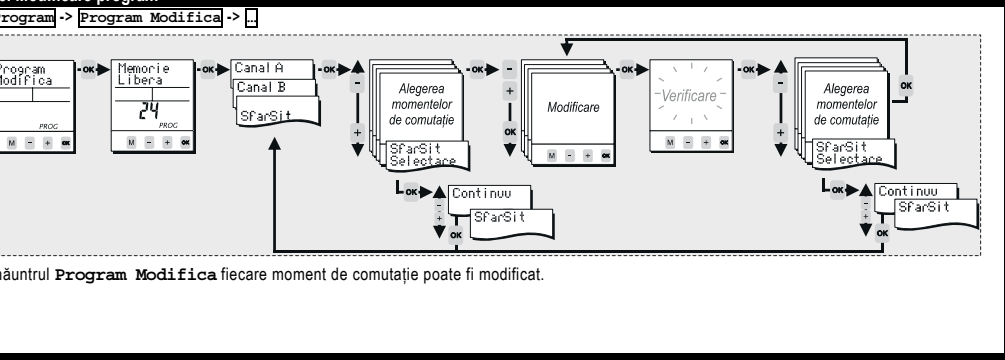 Program -> Program Modifica -> ...
Program
Modifica
PROG
M - + OK
OK
Memorie
Libera
24
PROG
M - + OK
OK
Canal A
Canal B
SfarSit
OK
-
+
Alegerea
momentelor
de comutație
SfarSit
Selectare
OK
-
+
OK
Modificare
M - + OK
OK
Verificare
M - + OK
OK
-
+
Alegerea
momentelor
de comutație
SfarSit
Selectare
OK
OK
-
+
Continuu
SfarSit
OK
OK
-
+
Continuu
SfarSit
OK
Program Modifica fiecare moment de comutație poate fi modificat.